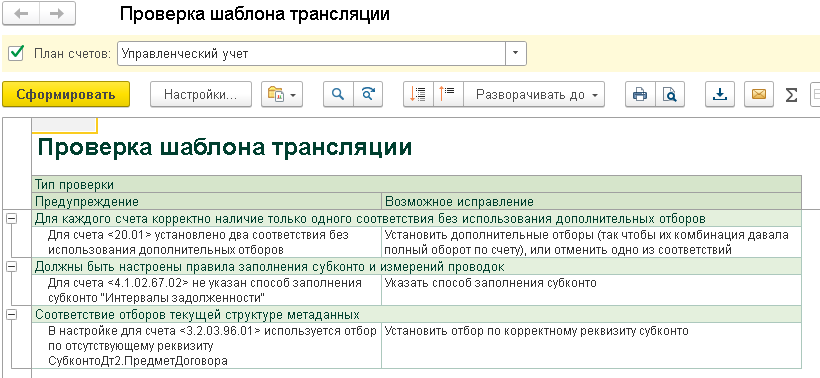 Проверка шаблона трансляции
План счетов: Управленческий учет
Сформировать Настройки... Разворачивать до Σ
Проверка шаблона трансляции
Тип проверки
Предупреждение Возможное исправление
Для каждого счета корректно наличие только одного соответствия без использования дополнительных отборов
Для счета <20.01> установлено два соответствия без Установить дополнительные отборы (так чтобы их комбинация давала
использования дополнительных отборов полный оборот по счету), или отменить одно из соответствий
Должны быть настроены правила заполнения субконто и измерений проводок
Для счета <4.1.02.67.02> не указан способ заполнения Указать способ заполнения субконто
субконто "Интервалы задолженности"
Соответствие отборов текущей структуре метаданных
В настройке для счета <3.2.03.96.01> используется отбор Установить отбор по корректному реквизиту субконто
по отсутствующему реквизиту
СубконтоДт2.ПредметДоговора